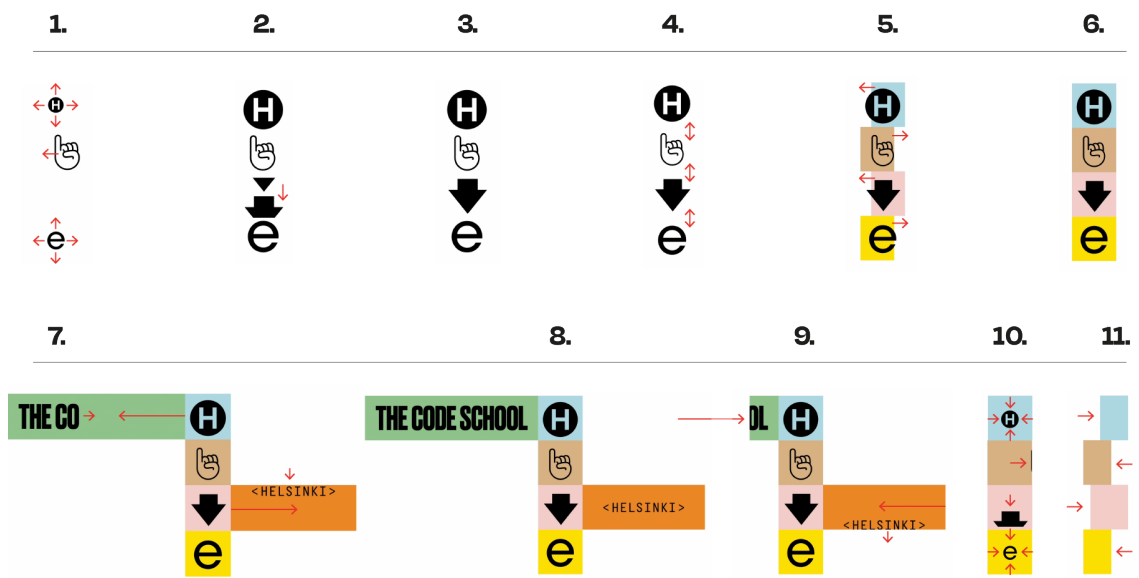 1.
2.
3.
4.
5.
6.
H
e
H
e
H
e
H
e
H
e
H
e
7.
8.
9.
10.
11.
THE CO
H
<HELSINKI>
e
THE CODE SCHOOL
H
<HELSINKI>
e
OL
H
<HELSINKI>
e
H
e